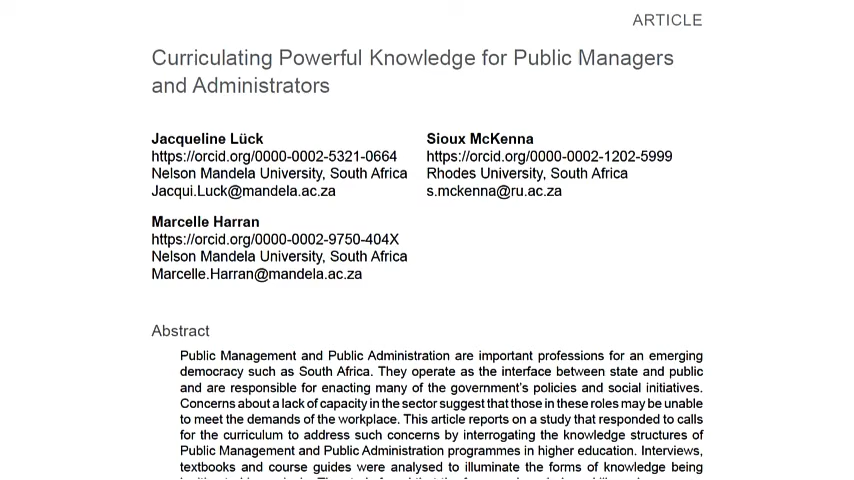 ARTICLE
Curriculating Powerful Knowledge for Public Managers
and Administrators
Jacqueline Lück
https://orcid.org/0000-0002-5321-0664
Nelson Mandela University, South Africa
Jacqui.Luck@mandela.ac.za
Sioux McKenna
https://orcid.org/0000-0002-1202-5999
Rhodes University, South Africa
s.mckenna@ru.ac.za
Marcelle Harran
https://orcid.org/0000-0002-9750-404X
Nelson Mandela University, South Africa
Marcelle.Harran@mandela.ac.za
Abstract
Public Management and Public Administration are important professions for an emerging
democracy such as South Africa. They operate as the interface between state and public
and are responsible for enacting many of the government's policies and social initiatives.
Concerns about a lack of capacity in the sector suggest that those in these roles may be unable
to meet the demands of the workplace. This article reports on a study that responded to calls
for the curriculum to address such concerns by interrogating the knowledge structures of
Public Management and Public Administration programmes in higher education. Interviews,
textbooks and course guides were analysed to illuminate the forms of knowledge being